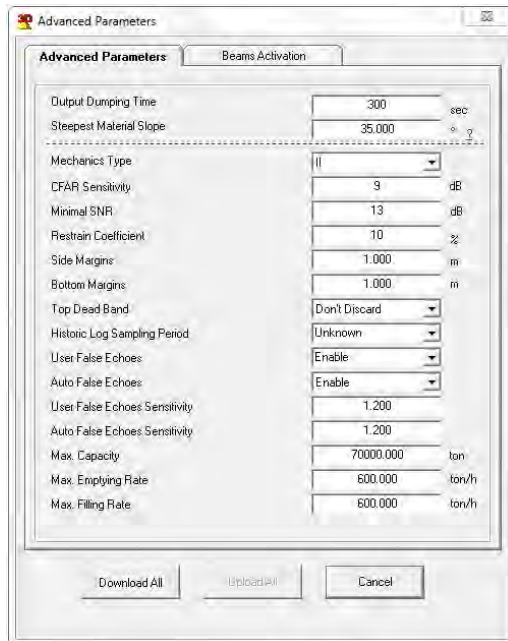 Advanced Parameters
Advanced Parameters Beams Activation
Output Dumping Time 300 sec
Steepest Material Slope 35.000 ° ?
Mechanics Type II
CFAR Sensitivity 9 dB
Minimal SNR 13 dB
Restrain Coefficient 10 %
Side Margins 1.000 m
Bottom Margins 1.000 m
Top Dead Band Don't Discard
Historic Log Sampling Period Unknown
User False Echoes Enable
Auto False Echoes Enable
User False Echoes Sensitivity 1.200
Auto False Echoes Sensitivity 1.200
Max. Capacity 70000.000 ton
Max. Emptying Rate 600.000 ton/h
Max. Filling Rate 600.000 ton/h
Download All Upload All Cancel